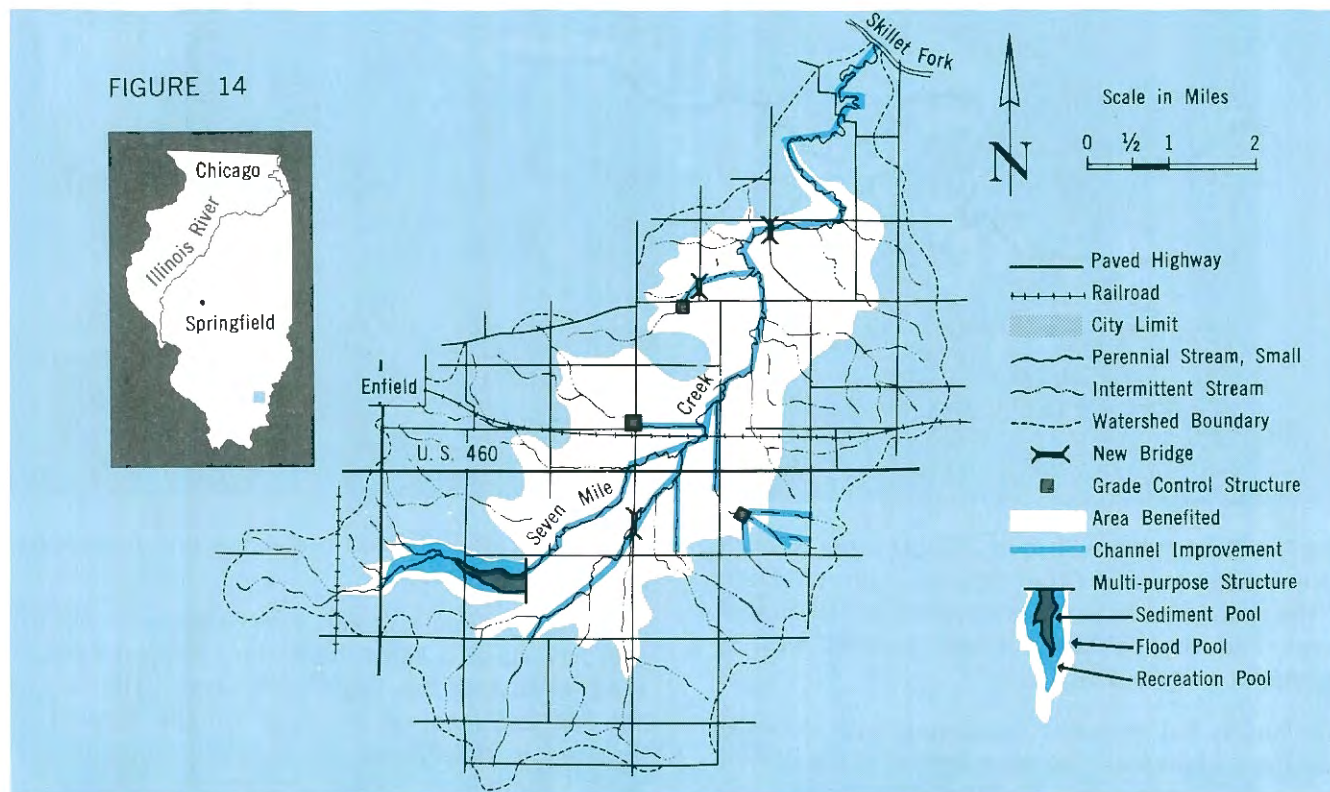 FIGURE 14
Chicago
Illinois River
Springfield
Skillet Fork
N
Scale in Miles
0 ½ 1 2
Enfield
U. S. 460
Seven Mile Creek
Paved Highway
Railroad
City Limit
Perennial Stream, Small
Intermittent Stream
Watershed Boundary
New Bridge
Grade Control Structure
Area Benefited
Channel Improvement
Multi-purpose Structure
Sediment Pool
Flood Pool
Recreation Pool